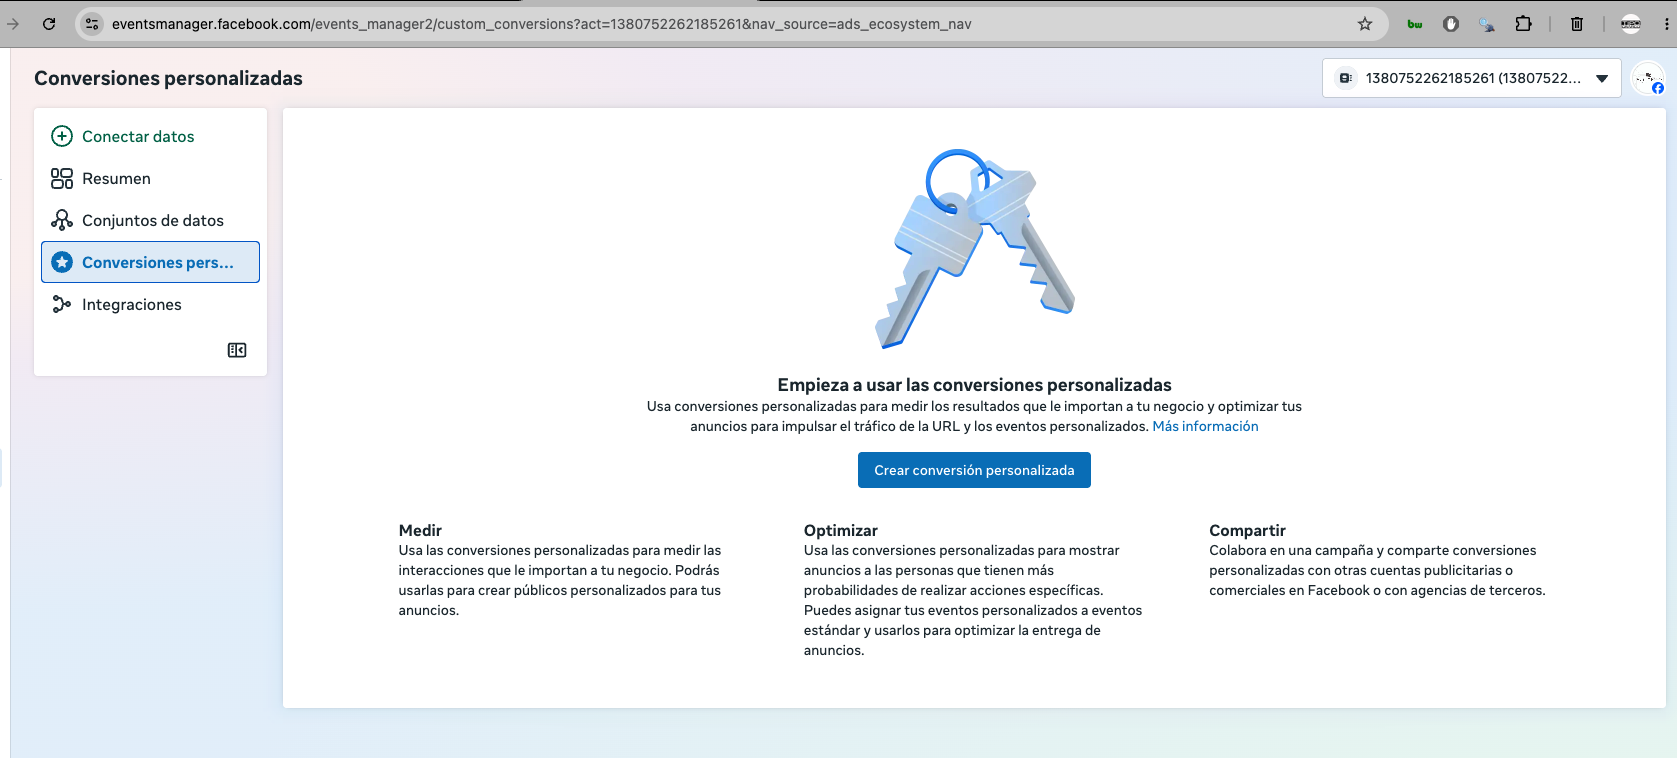 eventsmanager.facebook.com/events_manager2/custom_conversions?act=1380752262185261&nav_source=ads_ecosystem_nav
Conversiones personalizadas
1380752262185261 (13807522...
Conectar datos
Resumen
Conjuntos de datos
Conversiones pers...
Integraciones
Empieza a usar las conversiones personalizadas
Usa conversiones personalizadas para medir los resultados que le importan a tu negocio y optimizar tus
anuncios para impulsar el tráfico de la URL y los eventos personalizados. Más información
Crear conversión personalizada
Medir
Usa las conversiones personalizadas para medir las
interacciones que le importan a tu negocio. Podrás
usarlas para crear públicos personalizados para tus
anuncios.
Optimizar
Usa las conversiones personalizadas para mostrar
anuncios a las personas que tienen más
probabilidades de realizar acciones específicas.
Puedes asignar tus eventos personalizados a eventos
estándar y usarlos para optimizar la entrega de
anuncios.
Compartir
Colabora en una campaña y comparte conversiones
personalizadas con otras cuentas publicitarias o
comerciales en Facebook o con agencias de terceros.